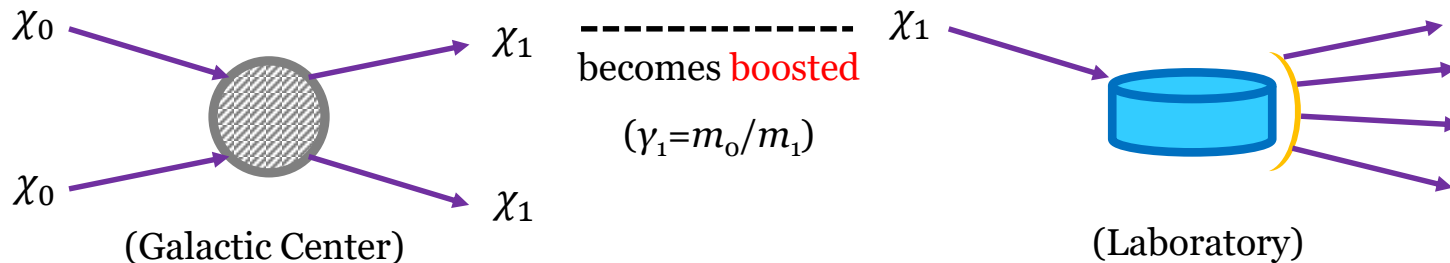 χ₀ χ₁ χ₁
becomes boosted
(γ₁=m₀/m₁)
χ₀ χ₁
(Galactic Center) (Laboratory)